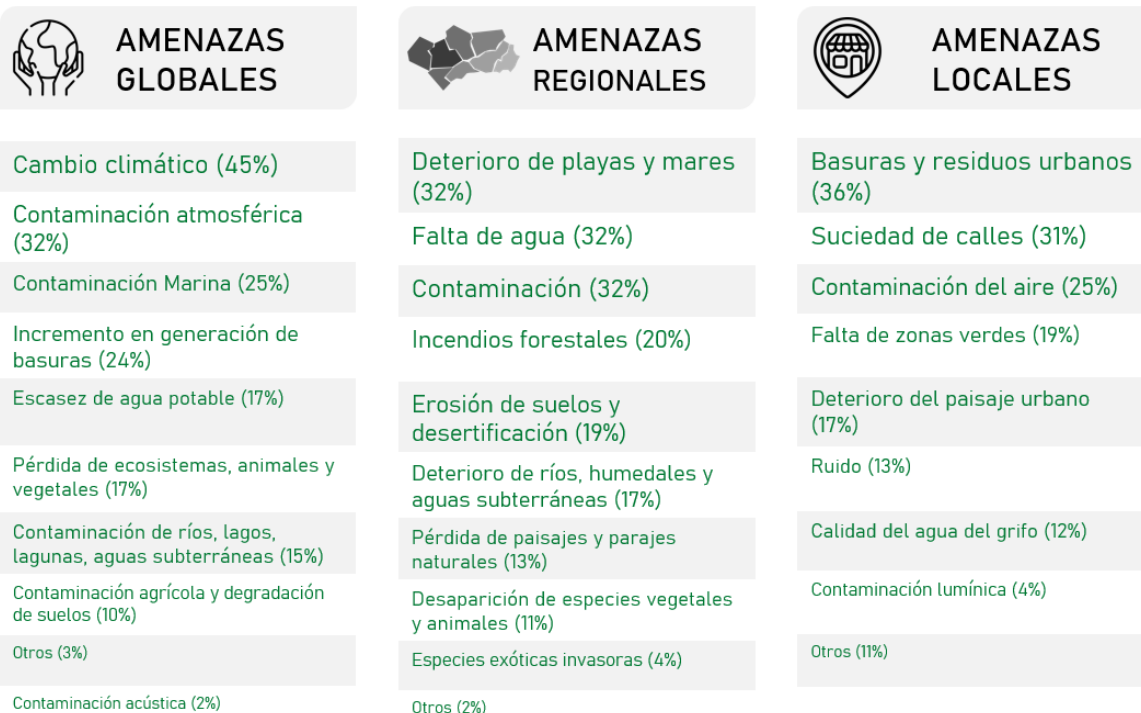 AMENAZAS
GLOBALES
Cambio climático (45%)
Contaminación atmosférica
(32%)
Contaminación Marina (25%)
Incremento en generación de
basuras (24%)
Escasez de agua potable (17%)
Pérdida de ecosistemas, animales y
vegetales (17%)
Contaminación de ríos, lagos,
lagunas, aguas subterráneas (15%)
Contaminación agrícola y degradación
de suelos (10%)
Otros (3%)
Contaminación acústica (2%)
AMENAZAS
REGIONALES
Deterioro de playas y mares
(32%)
Falta de agua (32%)
Contaminación (32%)
Incendios forestales (20%)
Erosión de suelos y
desertificación (19%)
Deterioro de ríos, humedales y
aguas subterráneas (17%)
Pérdida de paisajes y parajes
naturales (13%)
Desaparición de especies vegetales
y animales (11%)
Especies exóticas invasoras (4%)
Otros (2%)
AMENAZAS
LOCALES
Basuras y residuos urbanos
(36%)
Suciedad de calles (31%)
Contaminación del aire (25%)
Falta de zonas verdes (19%)
Deterioro del paisaje urbano
(17%)
Ruido (13%)
Calidad del agua del grifo (12%)
Contaminación lumínica (4%)
Otros (11%)